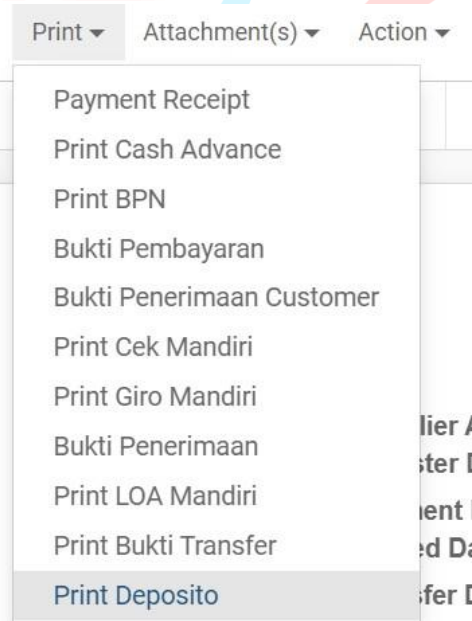 Print Attachment(s) Action
Payment Receipt
Print Cash Advance
Print BPN
Bukti Pembayaran
Bukti Penerimaan Customer
Print Cek Mandiri
Print Giro Mandiri
Bukti Penerimaan
Print LOA Mandiri
Print Bukti Transfer
Print Deposito